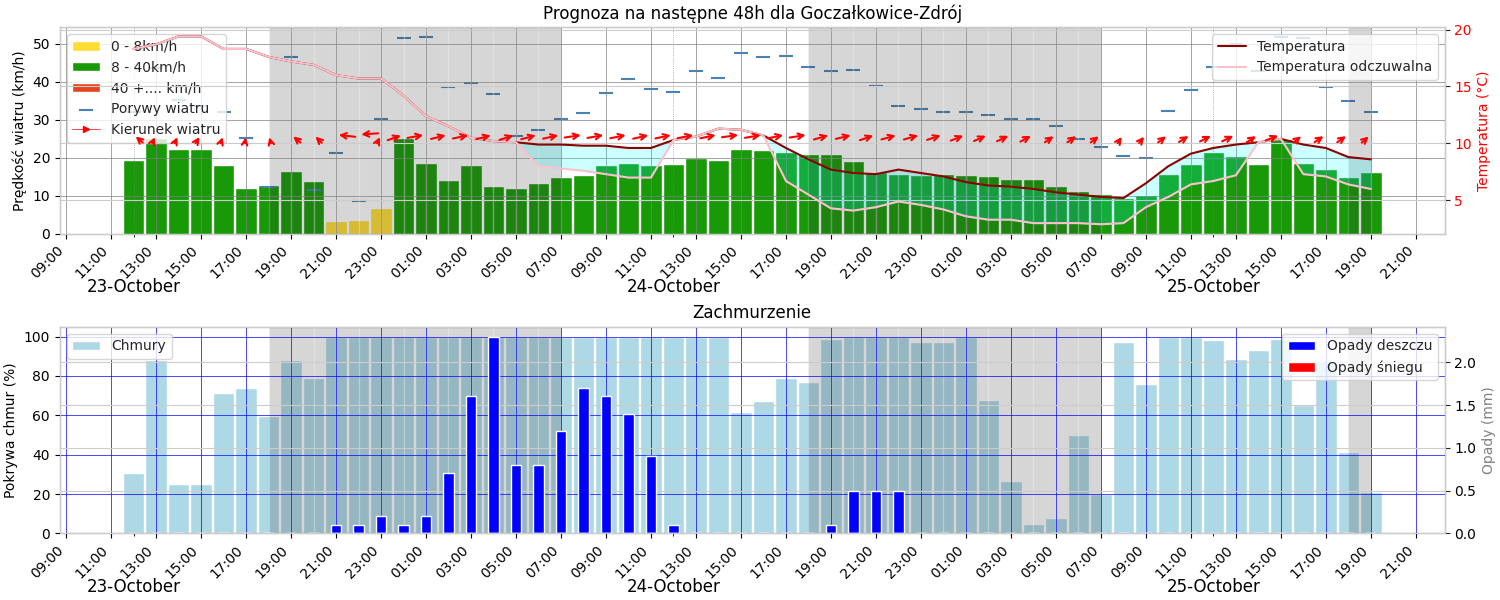 Prognoza na następne 48h dla Goczałkowice-Zdrój
Prędkość wiatru (km/h)
50
40
30
20
10
0
0 - 8km/h
8 - 40km/h
40 +.... km/h
Porywy wiatru
Kierunek wiatru
Temperatura
Temperatura odczuwalna
20
15
10
5
Temperatura (°C)
09:00 11:00 13:00 15:00 17:00 19:00 21:00 23:00 01:00 03:00 05:00 07:00 09:00 11:00 13:00 15:00 17:00 19:00 21:00 23:00 01:00 03:00 05:00 07:00 09:00 11:00 13:00 15:00 17:00 19:00 21:00
23-October 24-October 25-October
Zachmurzenie
Pokrywa chmur (%)
100
80
60
40
20
0
Chmury
Opady deszczu
Opady śniegu
2.0
1.5
1.0
0.5
0.0
Opady (mm)
09:00 11:00 13:00 15:00 17:00 19:00 21:00 23:00 01:00 03:00 05:00 07:00 09:00 11:00 13:00 15:00 17:00 19:00 21:00 23:00 01:00 03:00 05:00 07:00 09:00 11:00 13:00 15:00 17:00 19:00 21:00
23-October 24-October 25-October